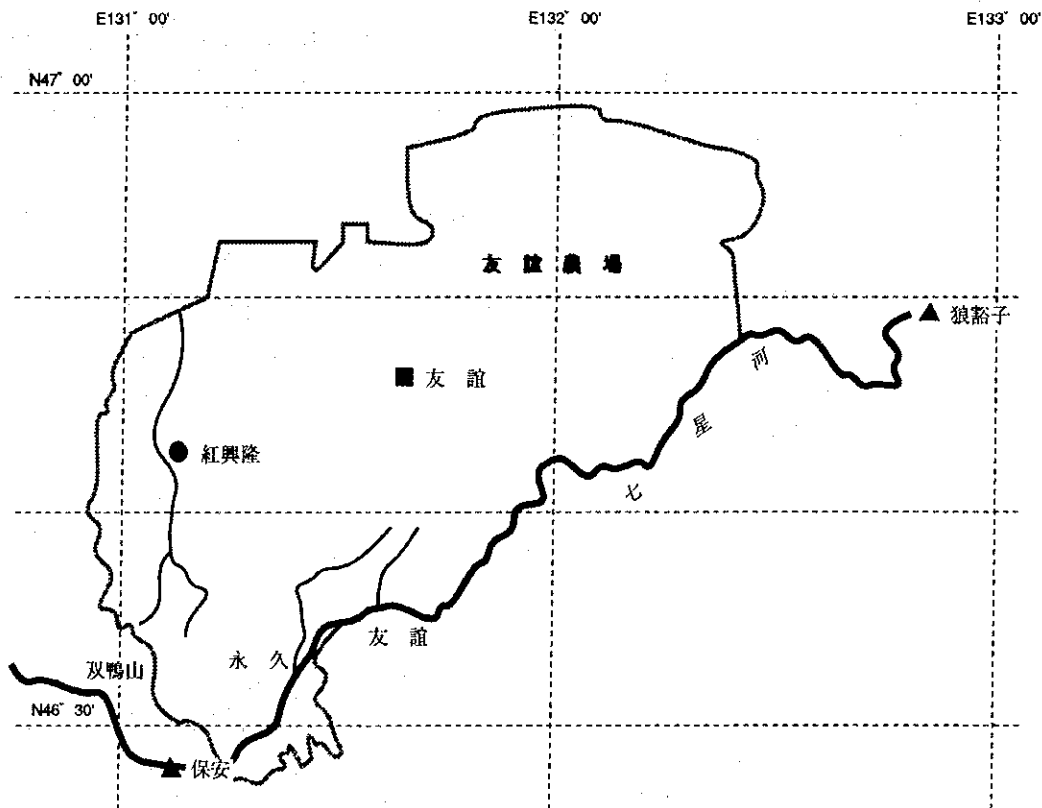 E131° 00' E132° 00' E133° 00'
N47° 00'
友誼農場
狼豁子
河
友誼
星
紅興隆
七
友誼
永久
双鴨山
N46° 30'
保安